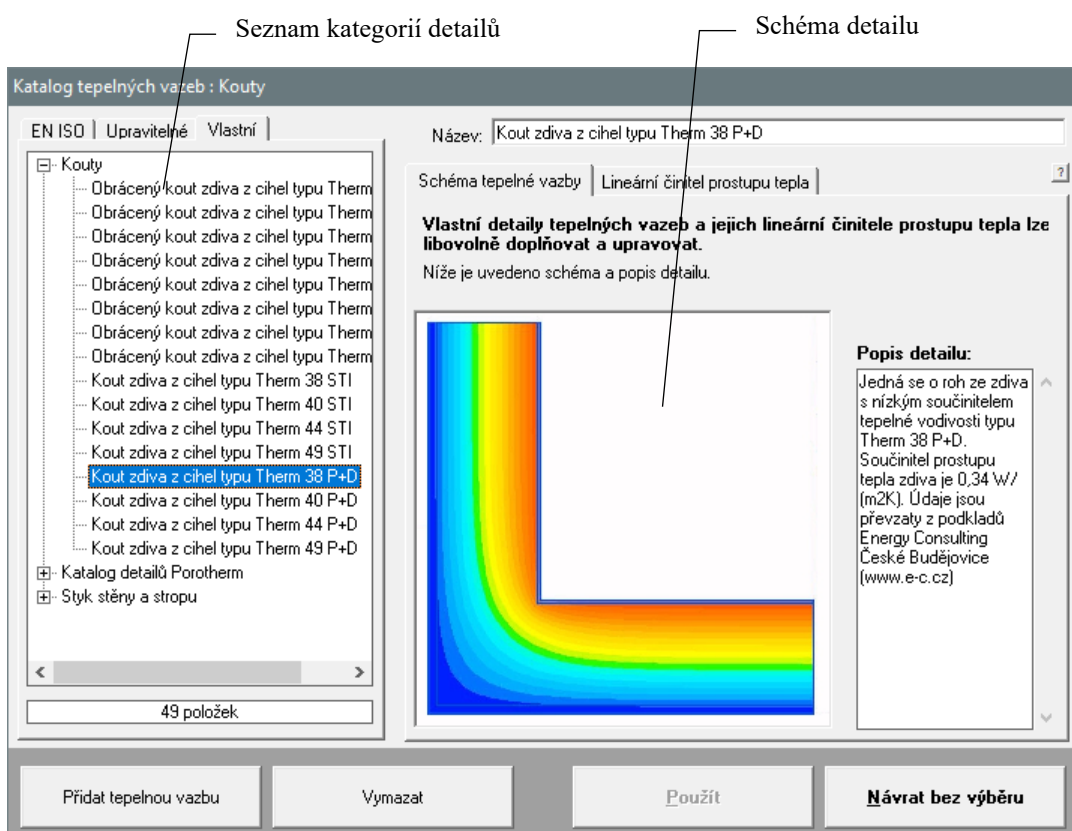 Seznam kategorií detailů
Schéma detailu
Katalog tepelných vazeb : Kouty
EN ISO
Upravitelné
Vlastní
Kouty
Obrácený kout zdiva z cihel typu Therm
Obrácený kout zdiva z cihel typu Therm
Obrácený kout zdiva z cihel typu Therm
Obrácený kout zdiva z cihel typu Therm
Obrácený kout zdiva z cihel typu Therm
Obrácený kout zdiva z cihel typu Therm
Obrácený kout zdiva z cihel typu Therm
Obrácený kout zdiva z cihel typu Therm
Kout zdiva z cihel typu Therm 38 STI
Kout zdiva z cihel typu Therm 40 STI
Kout zdiva z cihel typu Therm 44 STI
Kout zdiva z cihel typu Therm 49 STI
Kout zdiva z cihel typu Therm 38 P+D
Kout zdiva z cihel typu Therm 40 P+D
Kout zdiva z cihel typu Therm 44 P+D
Kout zdiva z cihel typu Therm 49 P+D
Katalog detailů Porotherm
Styk stěny a stropu
49 položek
Název: Kout zdiva z cihel typu Therm 38 P+D
Schéma tepelné vazby
Lineární činitel prostupu tepla
?
Vlastní detaily tepelných vazeb a jejich lineární činitele prostupu tepla lze
libovolně doplňovat a upravovat.
Níže je uvedeno schéma a popis detailu.
Popis detailu:
Jedná se o roh ze zdiva
s nízkým součinitelem
tepelné vodivosti typu
Therm 38 P+D.
Součinitel prostupu
tepla zdiva je 0,34 W/
(m2K). Údaje jsou
převzaty z podkladů
Energy Consulting
České Budějovice
(www.e-c.cz)
Přidat tepelnou vazbu
Vymazat
Použít
Návrat bez výběru